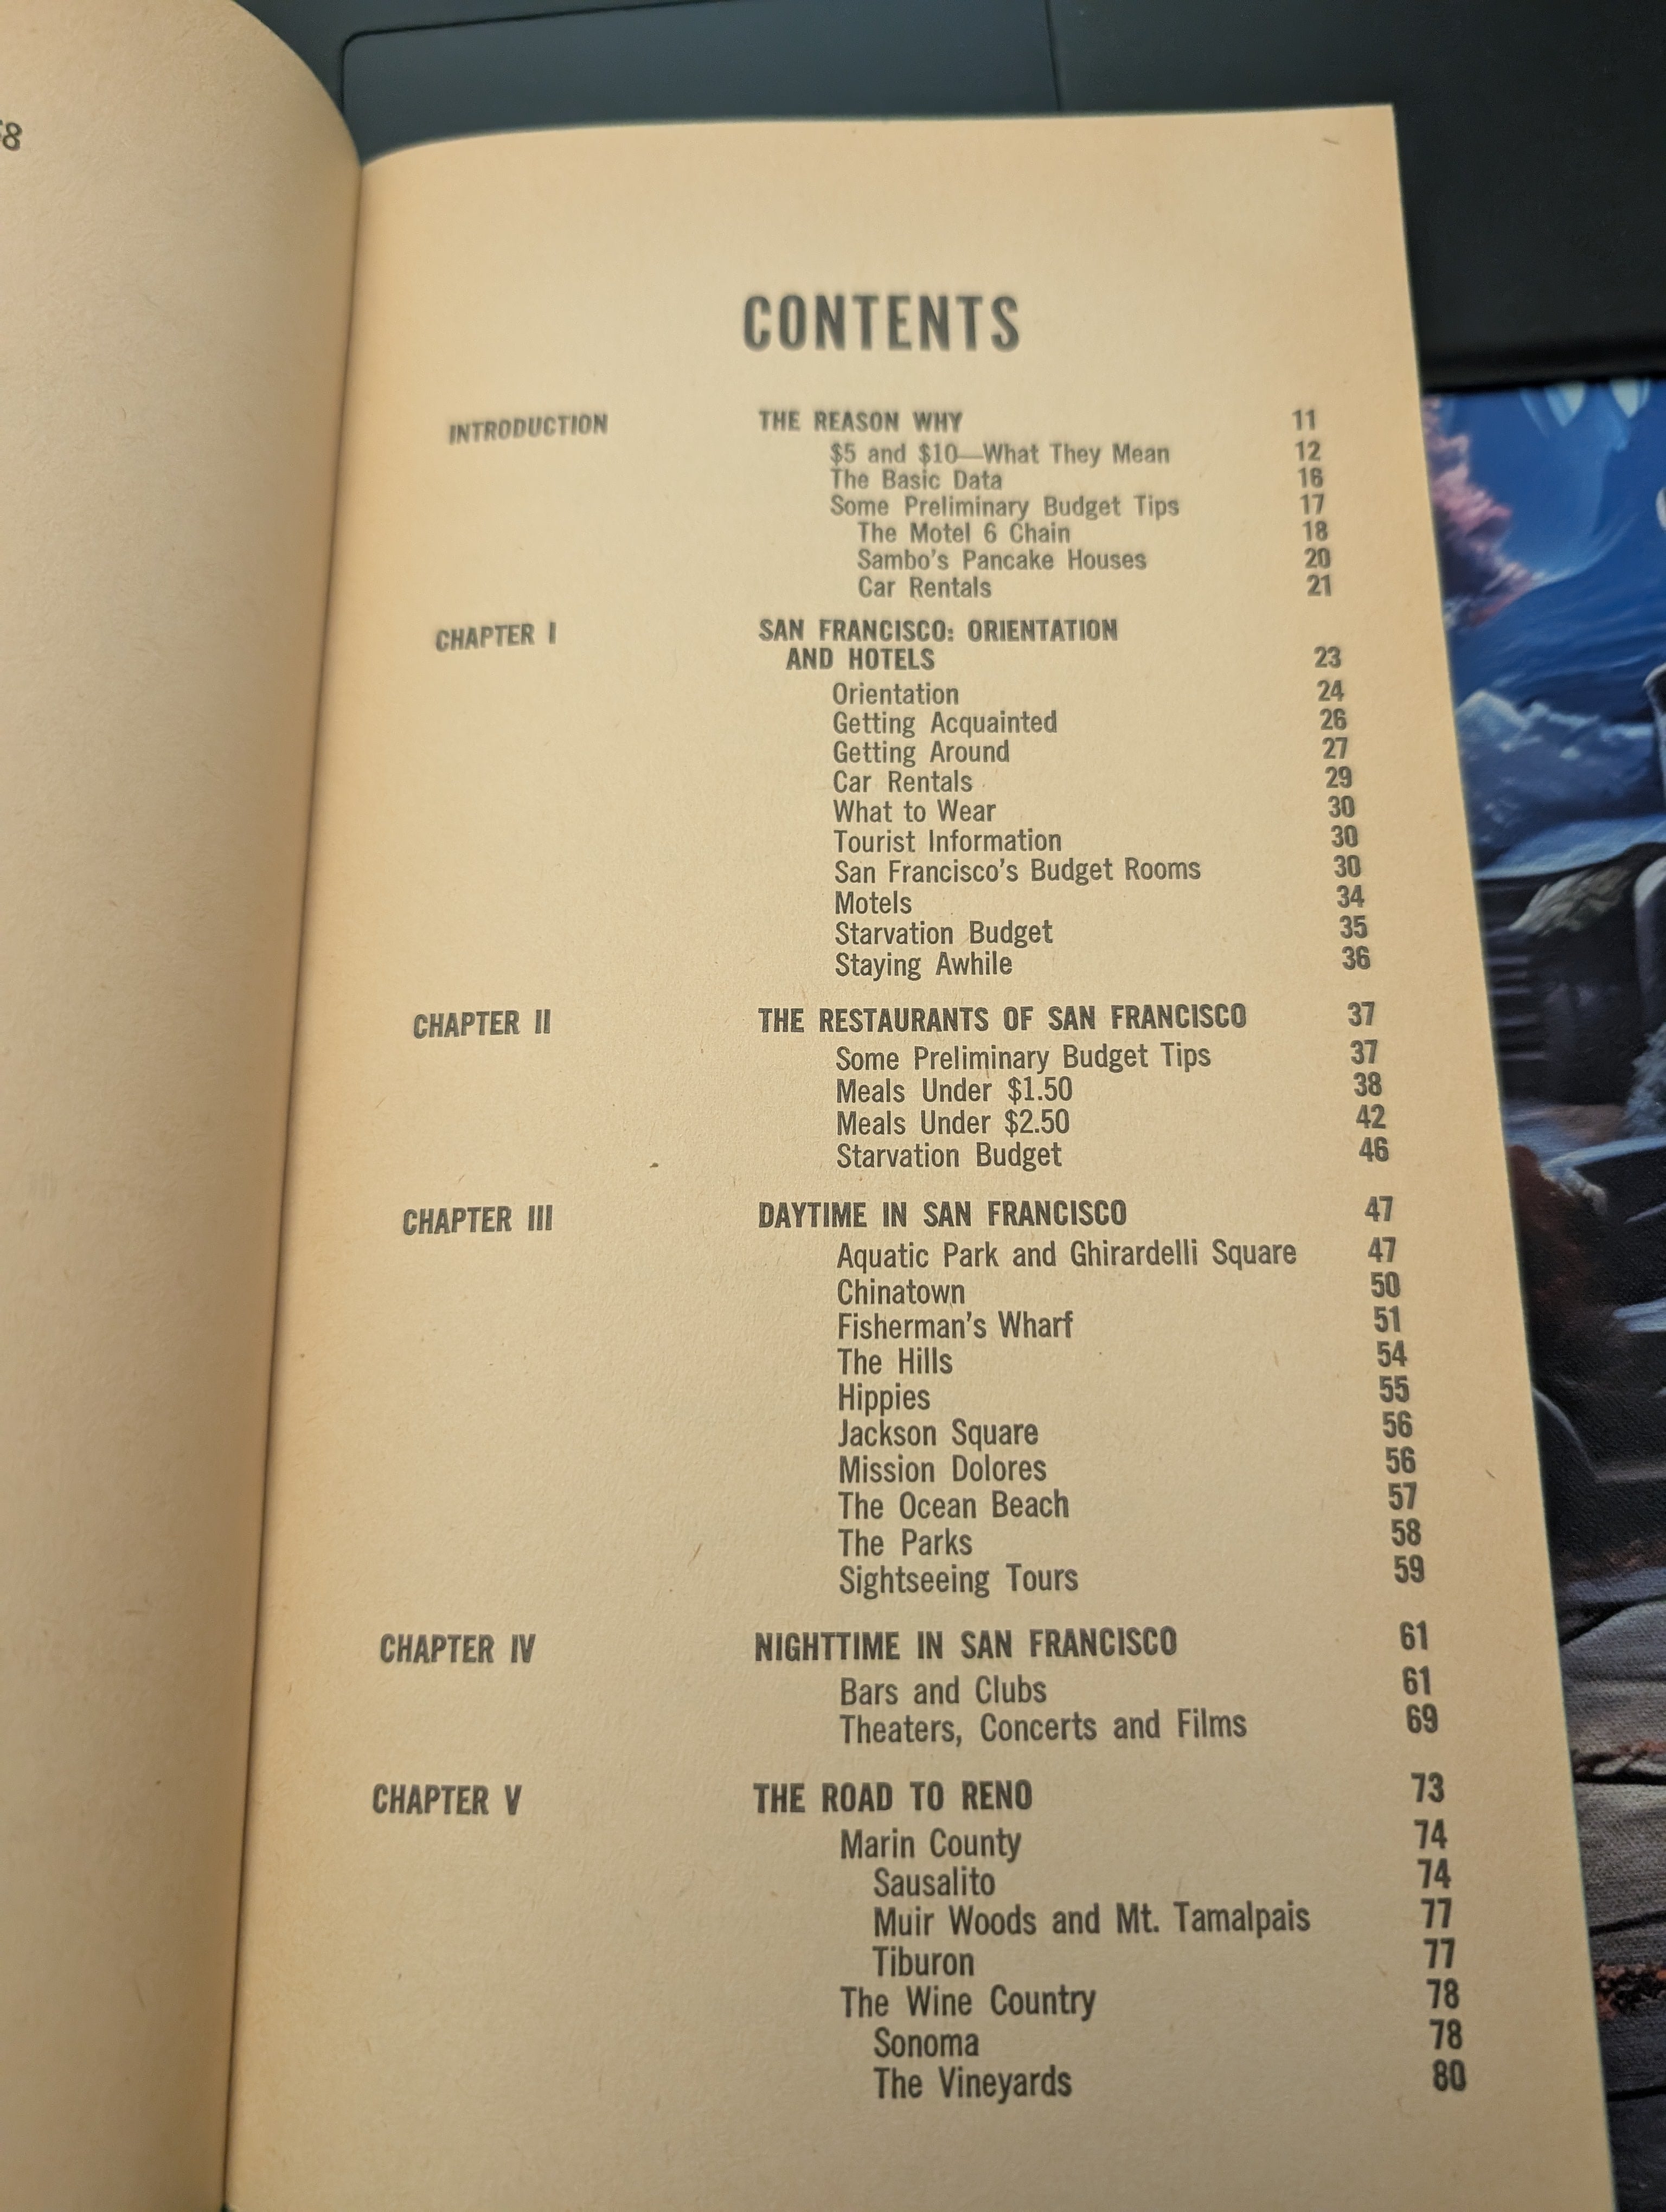 8
CONTENTS
INTRODUCTION THE REASON WHY 11
$5 and $10—What They Mean 12
The Basic Data 16
Some Preliminary Budget Tips 17
The Motel 6 Chain 18
Sambo's Pancake Houses 20
Car Rentals 21
CHAPTER I SAN FRANCISCO: ORIENTATION
AND HOTELS 23
Orientation 24
Getting Acquainted 26
Getting Around 27
Car Rentals 29
What to Wear 30
Tourist Information 30
San Francisco's Budget Rooms 30
Motels 34
Starvation Budget 35
Staying Awhile 36
CHAPTER II THE RESTAURANTS OF SAN FRANCISCO 37
Some Preliminary Budget Tips 37
Meals Under $1.50 38
Meals Under $2.50 42
Starvation Budget 46
CHAPTER III DAYTIME IN SAN FRANCISCO 47
Aquatic Park and Ghirardelli Square 47
Chinatown 50
Fisherman's Wharf 51
The Hills 54
Hippies 55
Jackson Square 56
Mission Dolores 56
The Ocean Beach 57
The Parks 58
Sightseeing Tours 59
CHAPTER IV NIGHTTIME IN SAN FRANCISCO 61
Bars and Clubs 61
Theaters, Concerts and Films 69
CHAPTER V THE ROAD TO RENO 73
Marin County 74
Sausalito 74
Muir Woods and Mt. Tamalpais 77
Tiburon 77
The Wine Country 78
Sonoma 78
The Vineyards 80